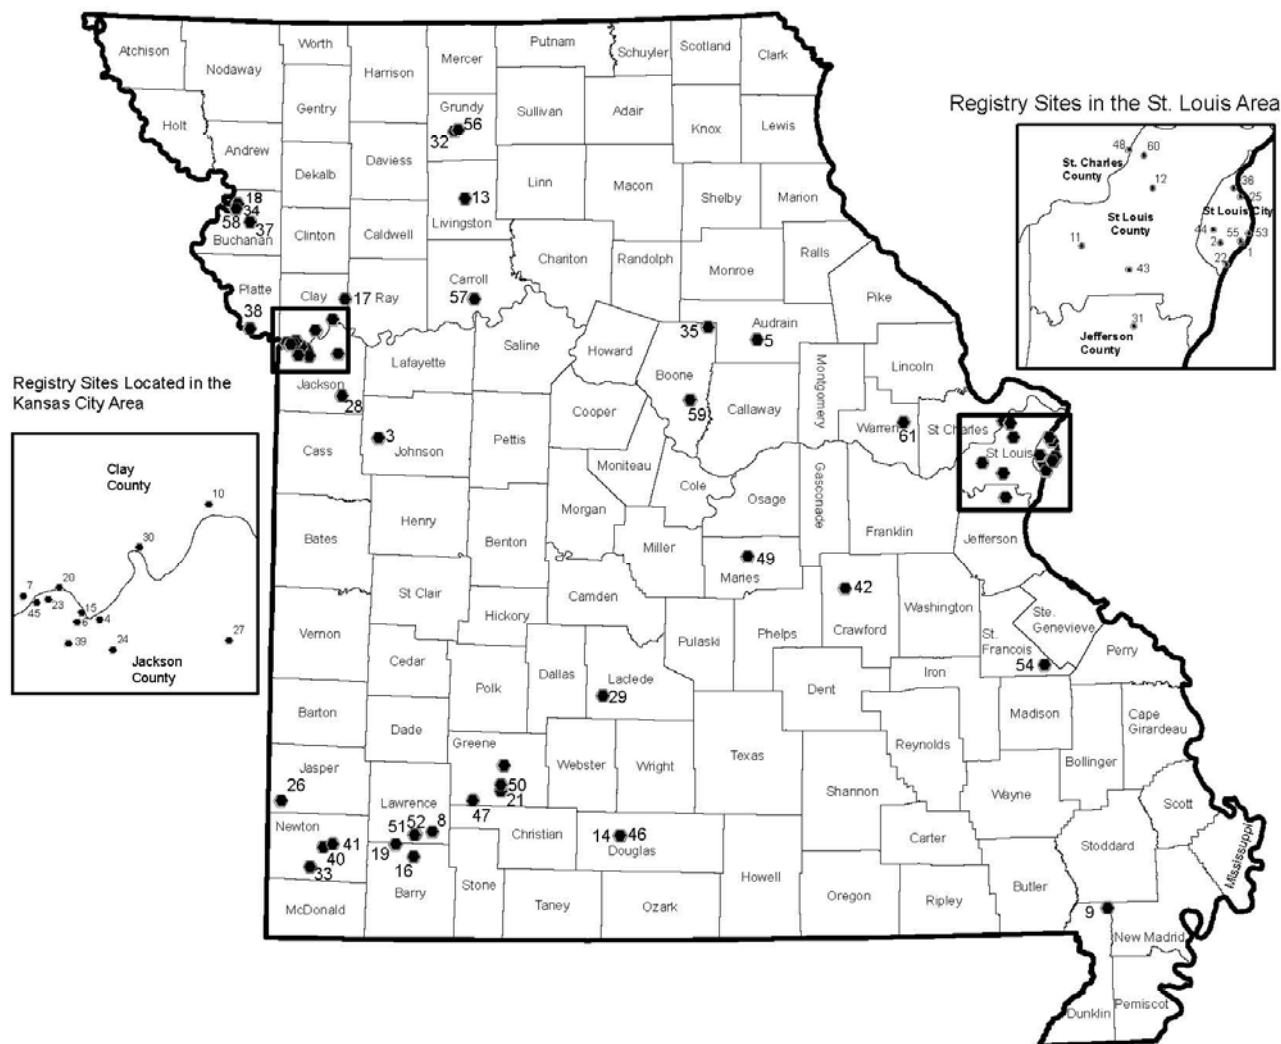 Atchison
Nodaway
Worth
Harrison
Mercer
Putnam
Schuyler
Scotland
Clark
Holt
Gentry
Grundy
56
32
Sullivan
Adair
Knox
Lewis
Andrew
Dekalb
Daviess
Linn
Macon
Shelby
Marion
18
34
58
37
Buchanan
Clinton
Caldwell
13
Livingston
Chariton
Randolph
Monroe
Ralls
Platte
Clay
17
Ray
Carroll
57
Pike
38
35
Audrain
5
Lafayette
Saline
Howard
Boone
59
Callaway
Montgomery
Lincoln
Jackson
28
Cooper
Warren
61
St Charles
St Louis
Cass
3
Johnson
Pettis
Moniteau
Cole
Osage
Gasconade
Franklin
Jefferson
Bates
Henry
Benton
Morgan
Miller
49
Maries
42
Crawford
Washington
St Clair
Hickory
Camden
Pulaski
Phelps
St.
Francois
Ste.
Genevieve
54
Perry
Vernon
Cedar
Polk
Dallas
Laclede
29
Dent
Iron
Madison
Cape
Girardeau
Barton
Dade
Greene
50
21
47
Webster
Wright
Texas
Reynolds
Bollinger
Jasper
26
Lawrence
51
52
8
19
16
Christian
14
46
Douglas
Shannon
Wayne
Scott
Newton
41
40
33
Barry
Stone
Howell
Carter
Stoddard
Mississippi
McDonald
Taney
Ozark
Oregon
Ripley
Butler
9
New Madrid
Dunklin
Pemiscot
Registry Sites in the St. Louis Area
48
60
St. Charles
County
12
36
25
St Louis
County
St Louis City
11
44
2
55
53
1
22
43
31
Jefferson
County
Registry Sites Located in the
Kansas City Area
Clay
County
10
30
7
20
45
23
15
6
4
39
24
27
Jackson
County